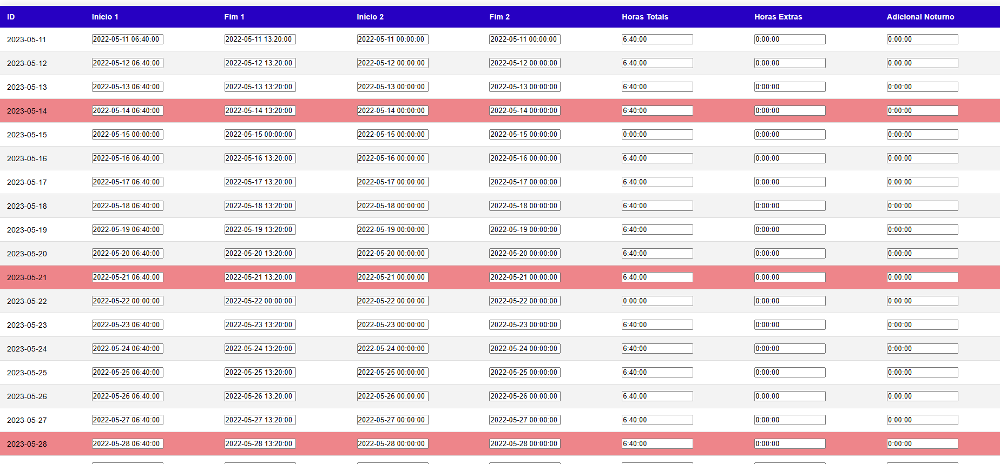 ID Início 1 Fim 1 Início 2 Fim 2 Horas Totais Horas Extras Adicional Noturno
2023-05-11 2022-05-11 06:40:00 2022-05-11 13:20:00 2022-05-11 00:00:00 2022-05-11 00:00:00 6:40:00 0:00:00 0:00:00
2023-05-12 2022-05-12 06:40:00 2022-05-12 13:20:00 2022-05-12 00:00:00 2022-05-12 00:00:00 6:40:00 0:00:00 0:00:00
2023-05-13 2022-05-13 06:40:00 2022-05-13 13:20:00 2022-05-13 00:00:00 2022-05-13 00:00:00 6:40:00 0:00:00 0:00:00
2023-05-14 2022-05-14 06:40:00 2022-05-14 13:20:00 2022-05-14 00:00:00 2022-05-14 00:00:00 6:40:00 0:00:00 0:00:00
2023-05-15 2022-05-15 00:00:00 2022-05-15 00:00:00 2022-05-15 00:00:00 2022-05-15 00:00:00 0:00:00 0:00:00 0:00:00
2023-05-16 2022-05-16 06:40:00 2022-05-16 13:20:00 2022-05-16 00:00:00 2022-05-16 00:00:00 6:40:00 0:00:00 0:00:00
2023-05-17 2022-05-17 06:40:00 2022-05-17 13:20:00 2022-05-17 00:00:00 2022-05-17 00:00:00 6:40:00 0:00:00 0:00:00
2023-05-18 2022-05-18 06:40:00 2022-05-18 13:20:00 2022-05-18 00:00:00 2022-05-18 00:00:00 6:40:00 0:00:00 0:00:00
2023-05-19 2022-05-19 06:40:00 2022-05-19 13:20:00 2022-05-19 00:00:00 2022-05-19 00:00:00 6:40:00 0:00:00 0:00:00
2023-05-20 2022-05-20 06:40:00 2022-05-20 13:20:00 2022-05-20 00:00:00 2022-05-20 00:00:00 6:40:00 0:00:00 0:00:00
2023-05-21 2022-05-21 06:40:00 2022-05-21 13:20:00 2022-05-21 00:00:00 2022-05-21 00:00:00 6:40:00 0:00:00 0:00:00
2023-05-22 2022-05-22 00:00:00 2022-05-22 00:00:00 2022-05-22 00:00:00 2022-05-22 00:00:00 0:00:00 0:00:00 0:00:00
2023-05-23 2022-05-23 06:40:00 2022-05-23 13:20:00 2022-05-23 00:00:00 2022-05-23 00:00:00 6:40:00 0:00:00 0:00:00
2023-05-24 2022-05-24 06:40:00 2022-05-24 13:20:00 2022-05-24 00:00:00 2022-05-24 00:00:00 6:40:00 0:00:00 0:00:00
2023-05-25 2022-05-25 06:40:00 2022-05-25 13:20:00 2022-05-25 00:00:00 2022-05-25 00:00:00 6:40:00 0:00:00 0:00:00
2023-05-26 2022-05-26 06:40:00 2022-05-26 13:20:00 2022-05-26 00:00:00 2022-05-26 00:00:00 6:40:00 0:00:00 0:00:00
2023-05-27 2022-05-27 06:40:00 2022-05-27 13:20:00 2022-05-27 00:00:00 2022-05-27 00:00:00 6:40:00 0:00:00 0:00:00
2023-05-28 2022-05-28 06:40:00 2022-05-28 13:20:00 2022-05-28 00:00:00 2022-05-28 00:00:00 6:40:00 0:00:00 0:00:00